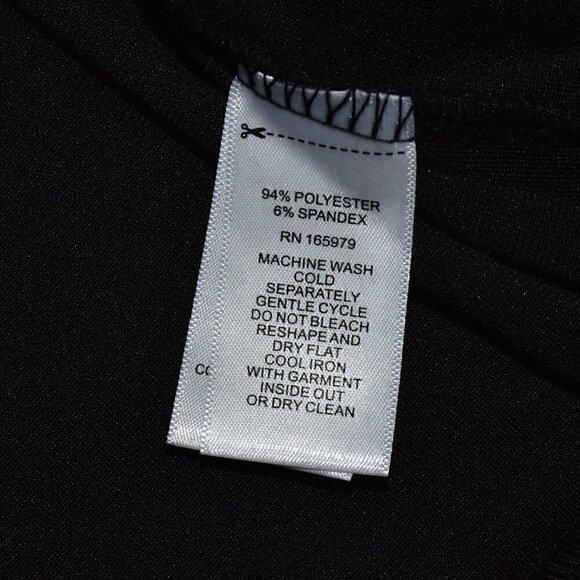 94% POLYESTER
6% SPANDEX
RN 165979
MACHINE WASH
COLD
SEPARATELY
GENTLE CYCLE
DO NOT BLEACH
RESHAPE AND
DRY FLAT
COOL IRON
WITH GARMENT
INSIDE OUT
OR DRY CLEAN